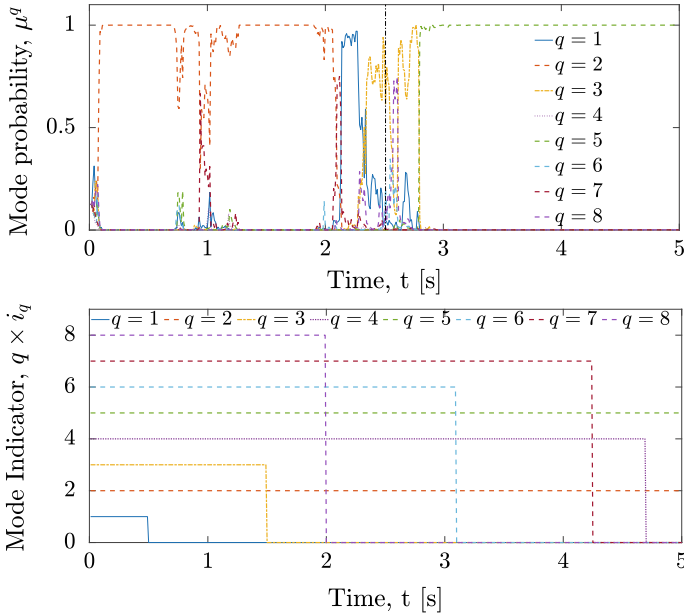 Mode probability, μ^q
1
0.5
0
q = 1
q = 2
q = 3
q = 4
q = 5
q = 6
q = 7
q = 8
0 1 2 3 4 5
Time, t [s]
Mode Indicator, q × i_q
q = 1 q = 2 q = 3 q = 4 q = 5 q = 6 q = 7 q = 8
8
6
4
2
0
0 1 2 3 4 5
Time, t [s]